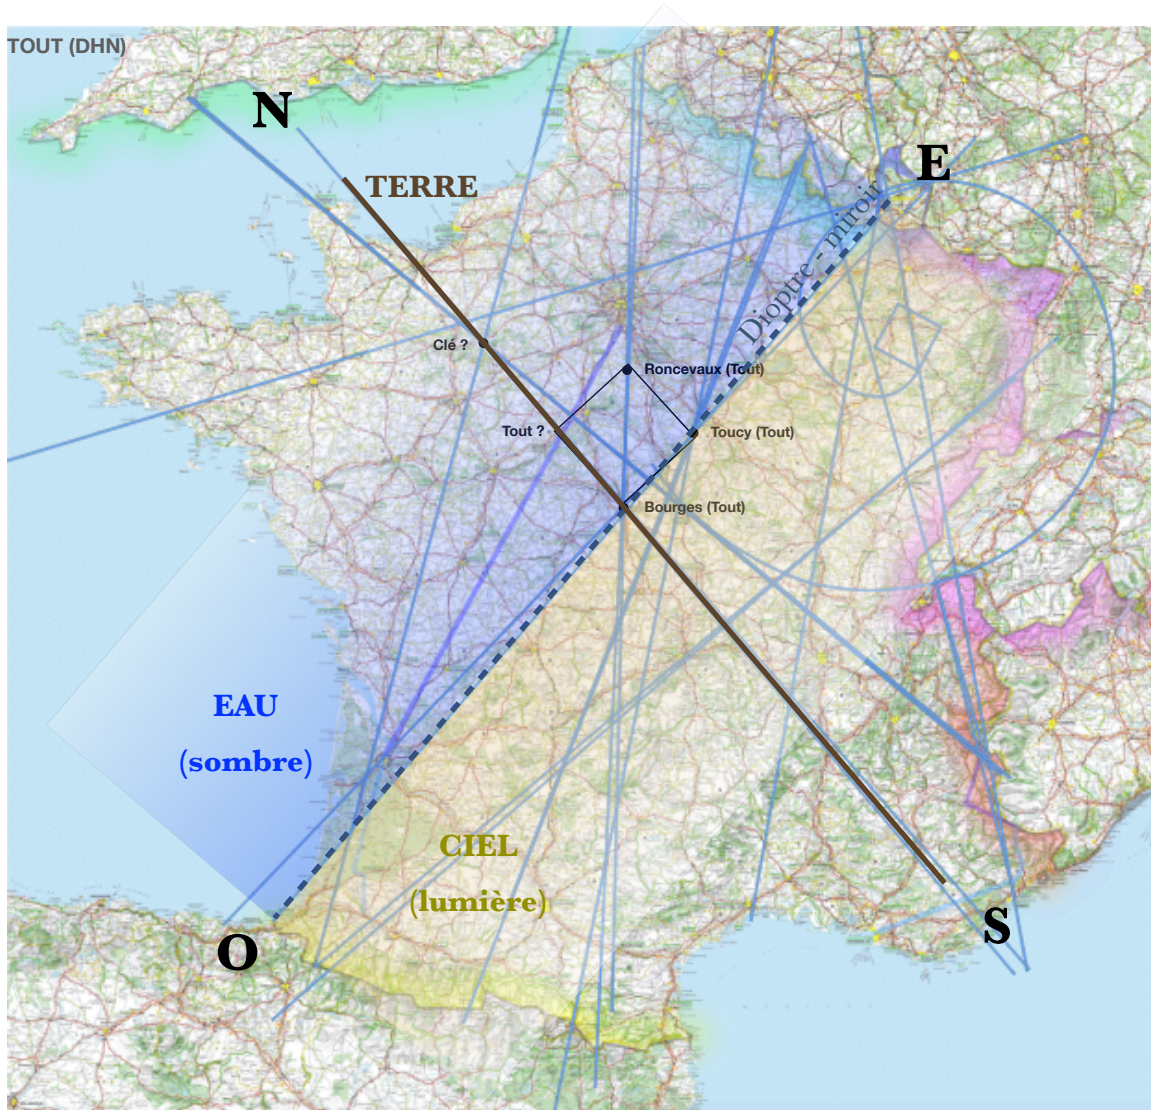 TOUT (DHN)
N
TERRE
E
Dioptre - miroir
Clé ?
Roncevaux (Tout)
Tout ?
Toucy (Tout)
Bourges (Tout)
EAU
(sombre)
CIEL
(lumière)
O
S